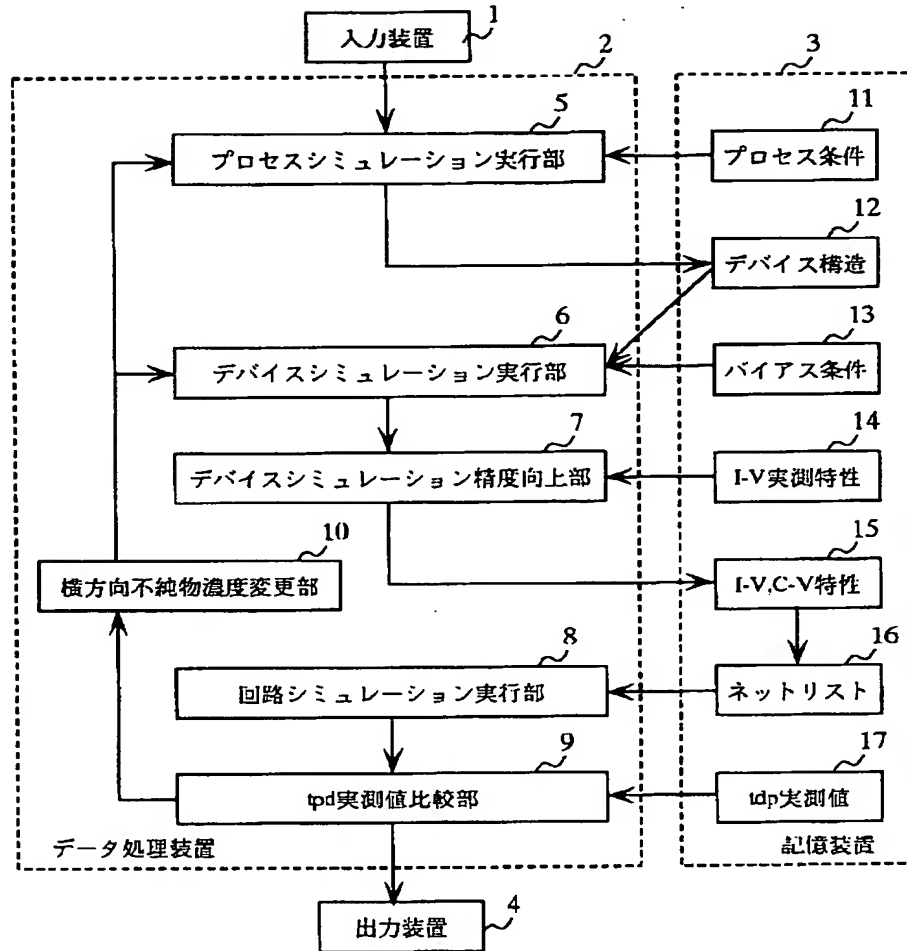 1
入力装置
2
3
5
プロセスシミュレーション実行部
11
プロセス条件
12
デバイス構造
6
デバイスシミュレーション実行部
13
バイアス条件
7
デバイスシミュレーション精度向上部
14
I-V実測特性
10
横方向不純物濃度変更部
15
I-V,C-V特性
8
回路シミュレーション実行部
16
ネットリスト
9
tpd実測値比較部
17
tdp実測値
データ処理装置
記憶装置
出力装置
4